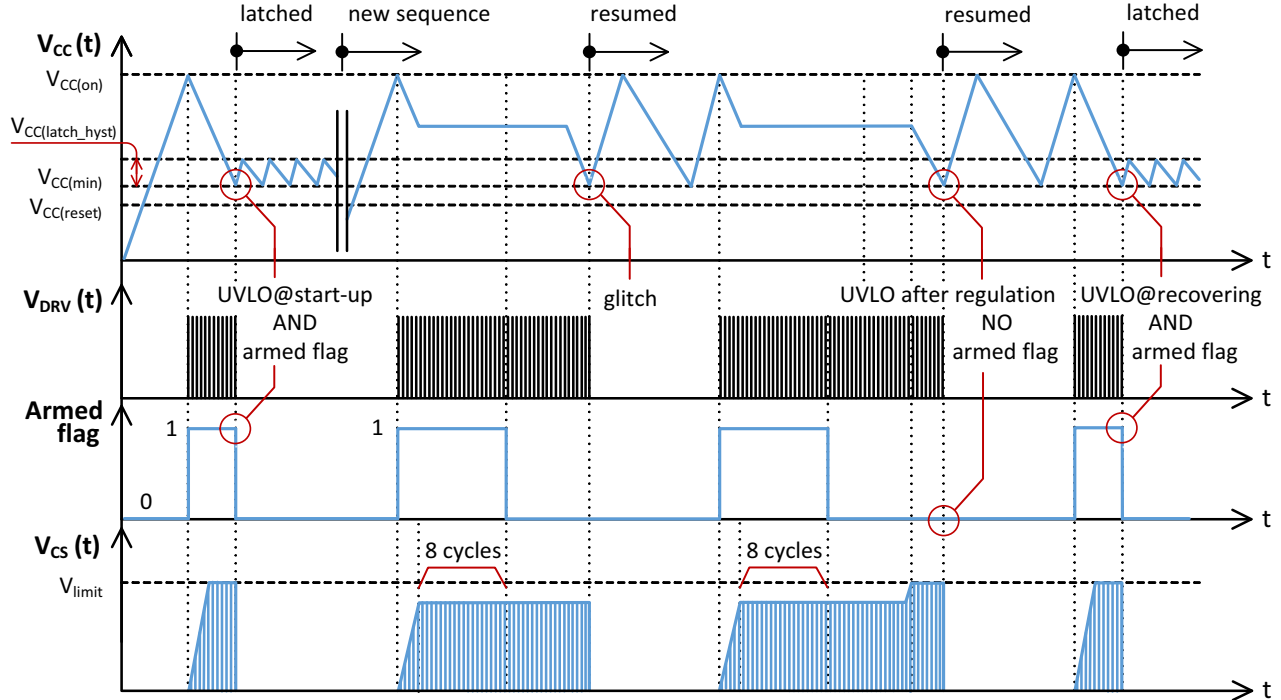 latched
new sequence
resumed
resumed
latched
VCC (t)
VCC(on)
VCC(latch_hyst)
VCC(min)
VCC(reset)
t
UVLO@start-up
AND
armed flag
glitch
UVLO after regulation
NO
armed flag
UVLO@recovering
AND
armed flag
VDRV (t)
t
Armed
flag
1
1
0
t
VCS (t)
8 cycles
8 cycles
Vlimit
t